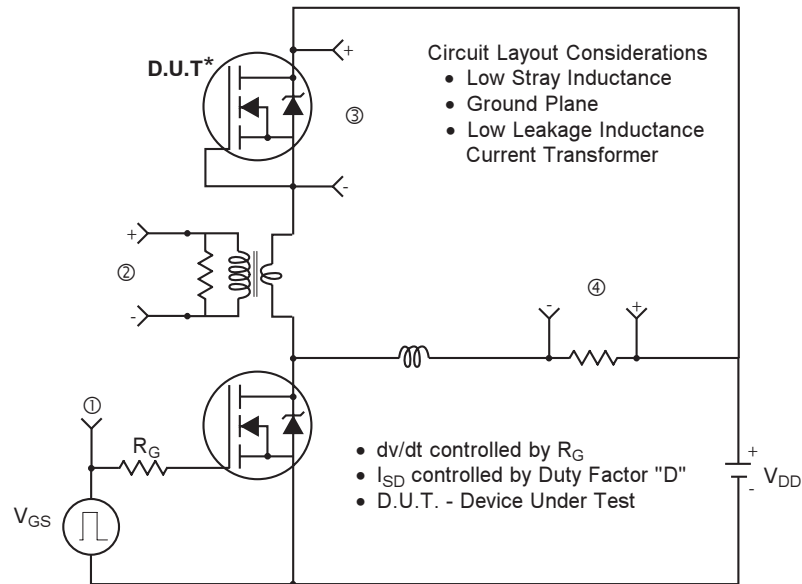 D.U.T*
+
③
-
Circuit Layout Considerations
• Low Stray Inductance
• Ground Plane
• Low Leakage Inductance
Current Transformer
+
②
-
④
-
+
①
R_G
V_GS
• dv/dt controlled by R_G
• I_SD controlled by Duty Factor "D"
• D.U.T. - Device Under Test
+
V_DD
-